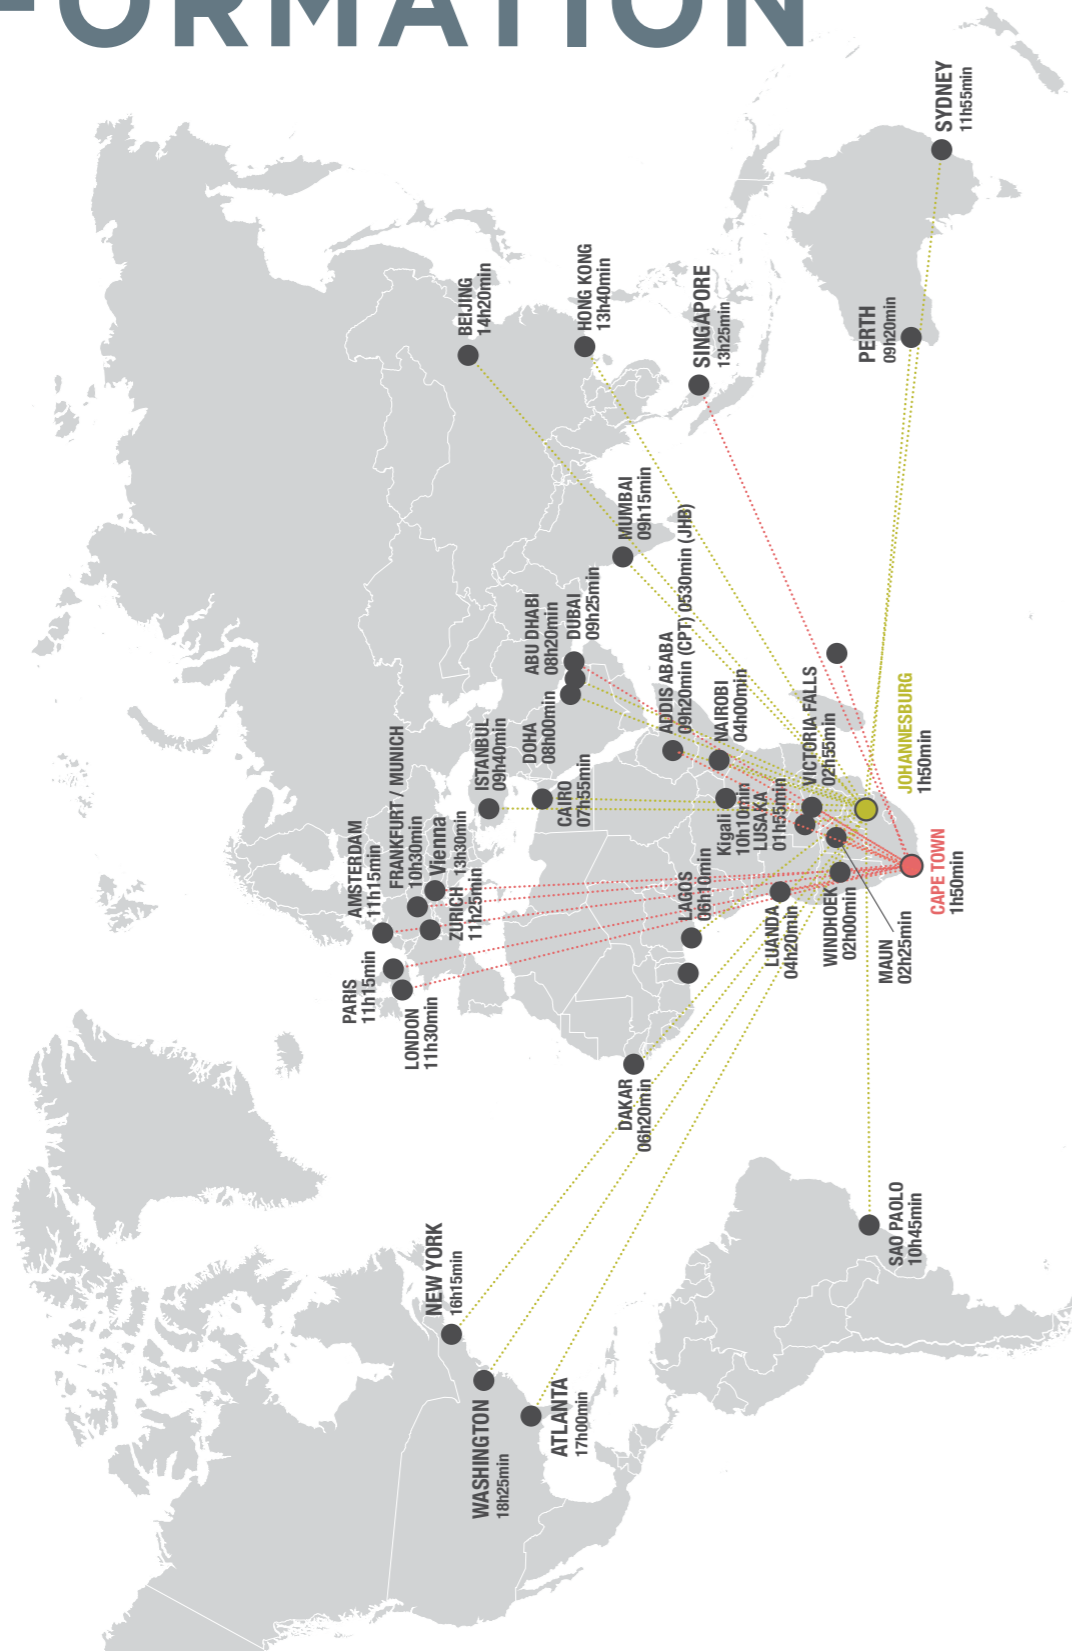 FORMATION
SYDNEY
11h55min
BEIJING
14h20min
HONG KONG
13h40min
SINGAPORE
13h25min
PERTH
09h20min
MUMBAI
09h15min
ABU DHABI
08h20min
DUBAI
09h25min
ADDIS ABABA
09h20min (CPT) 0530min (JHB)
NAIROBI
04h00min
VICTORIA FALLS
02h55min
JOHANNESBURG
1h50min
ISTANBUL
09h40min
DOHA
08h00min
CAIRO
07h55min
Kigali
10h10min
LUSAKA
01h55min
FRANKFURT / MUNICH
10h30min
AMSTERDAM
11h15min
Vienna
13h30min
ZURICH
11h25min
LAGOS
06h10min
CAPE TOWN
1h50min
PARIS
11h15min
LONDON
11h30min
LUANDA
04h20min
WINDHOEK
02h00min
MAUN
02h25min
DAKAR
06h20min
NEW YORK
16h15min
SAO PAOLO
10h45min
WASHINGTON
18h25min
ATLANTA
17h00min